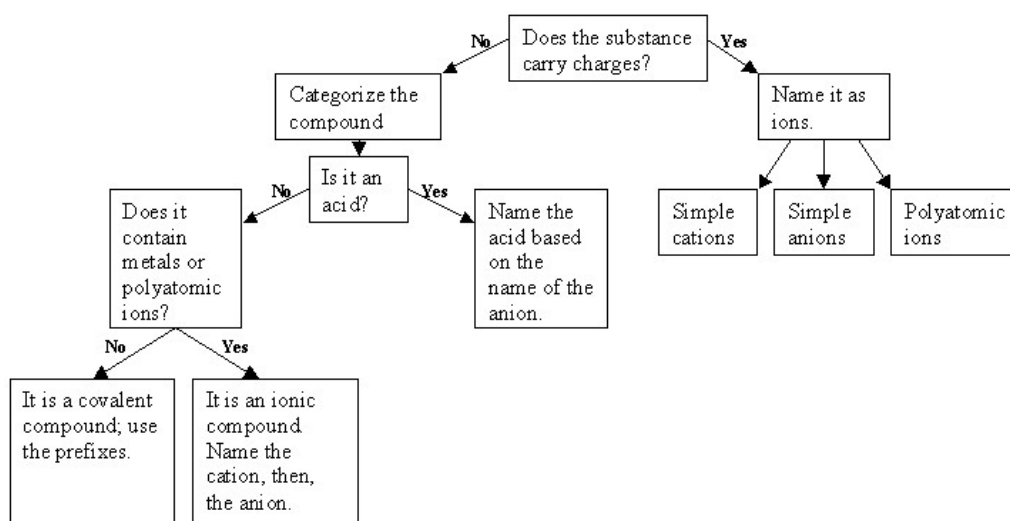 Does the substance
carry charges?
No
Yes
Categorize the
compound
Name it as
ions.
Is it an
acid?
No
Yes
Does it
contain
metals or
polyatomic
ions?
Name the
acid based
on the
name of the
anion.
Simple
cations
Simple
anions
Polyatomic
ions
No
Yes
It is a covalent
compound; use
the prefixes.
It is an ionic
compound.
Name the
cation, then,
the anion.